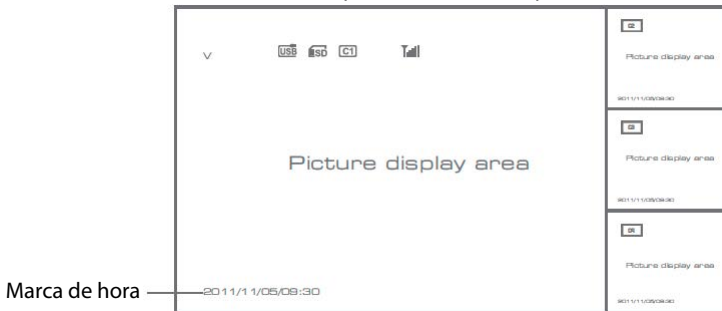 V USB SD C1
Picture display area
Marca de hora
2011/11/05/09:30
C2
Picture display area
2011/11/05/09:30
C3
Picture display area
2011/11/05/09:30
Picture display area
2011/11/05/09:30